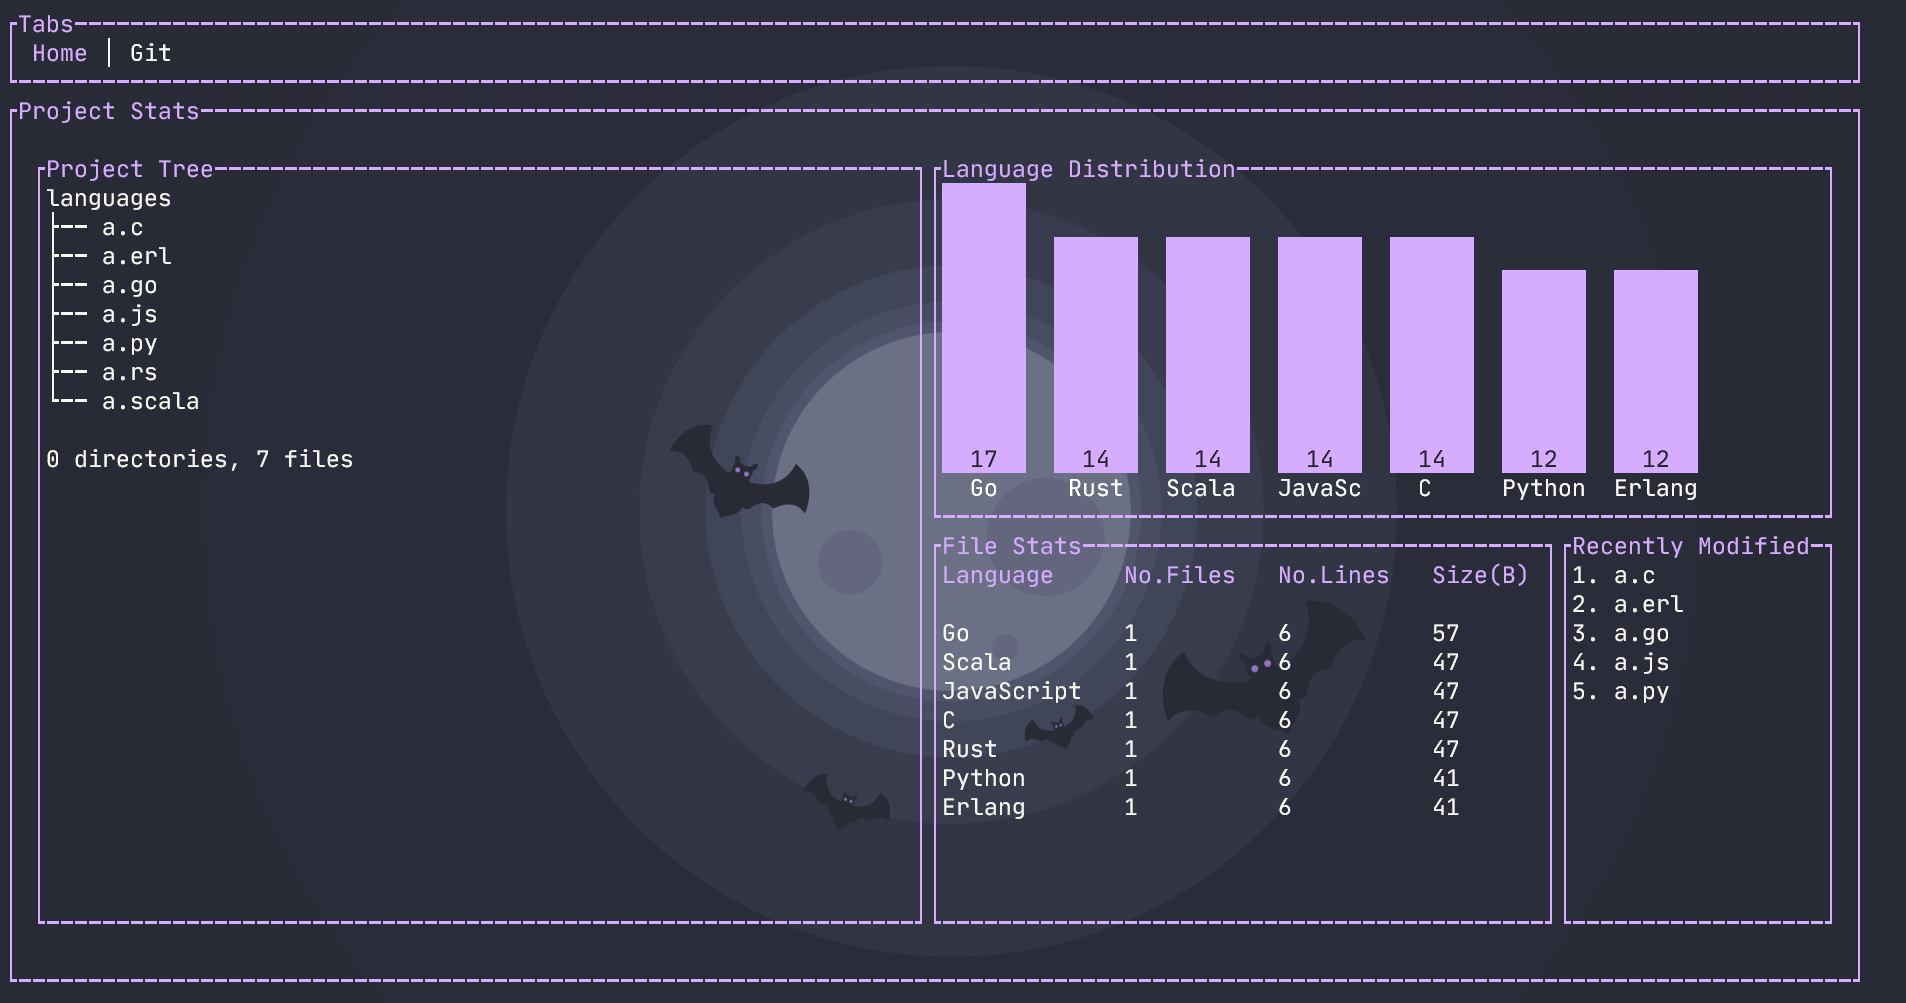 Tabs
Home │ Git
Project Stats
Project Tree
languages
├── a.c
├── a.erl
├── a.go
├── a.js
├── a.py
├── a.rs
└── a.scala
0 directories, 7 files
Language Distribution
17 14 14 14 14 12 12
Go Rust Scala JavaSc C Python Erlang
File Stats
Language No.Files No.Lines Size(B)
Go 1 6 57
Scala 1 6 47
JavaScript 1 6 47
C 1 6 47
Rust 1 6 47
Python 1 6 41
Erlang 1 6 41
Recently Modified
1. a.c
2. a.erl
3. a.go
4. a.js
5. a.py